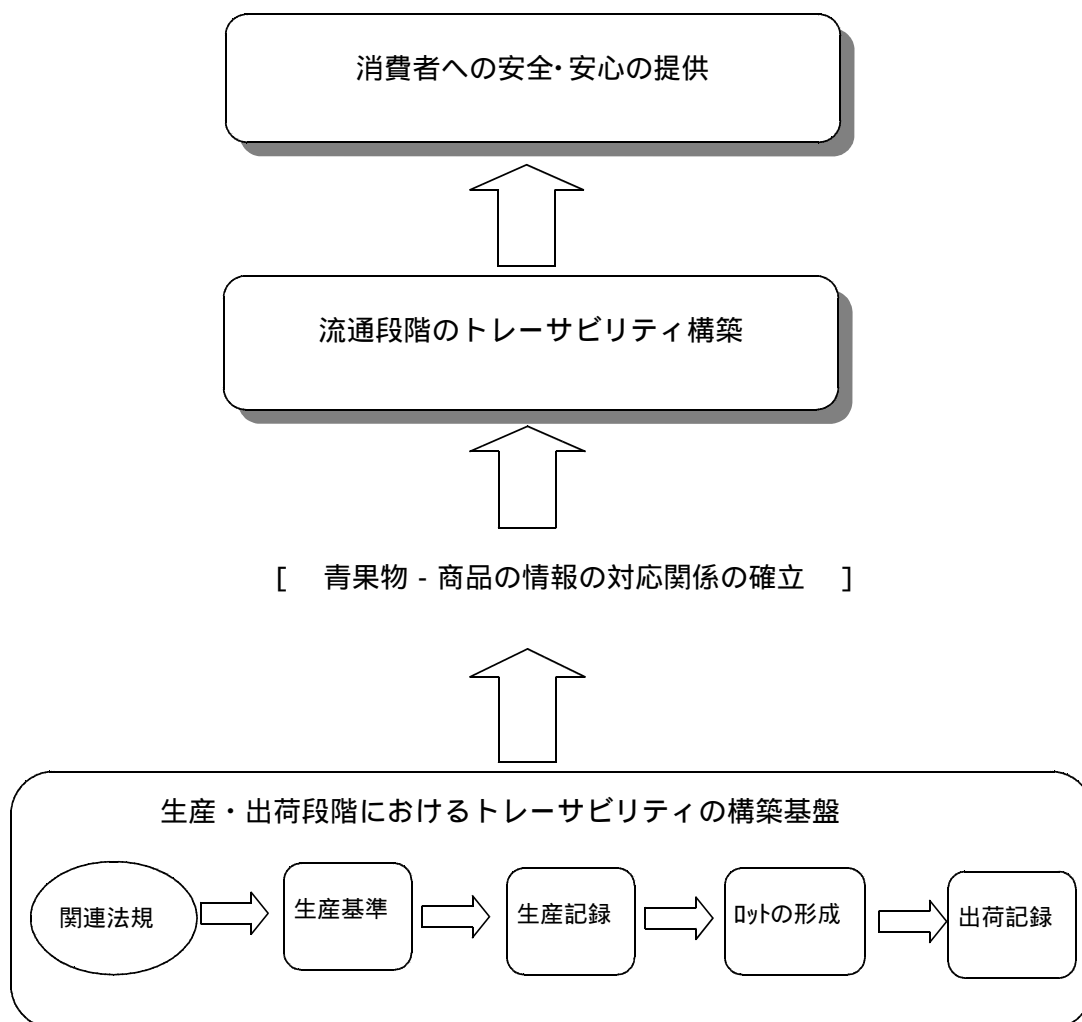 消費者への安全・安心の提供
流通段階のトレーサビリティ構築
[ 青果物 - 商品の情報の対応関係の確立 ]
生産・出荷段階におけるトレーサビリティの構築基盤
関連法規
生産基準
生産記録
ﾛｯﾄの形成
出荷記録